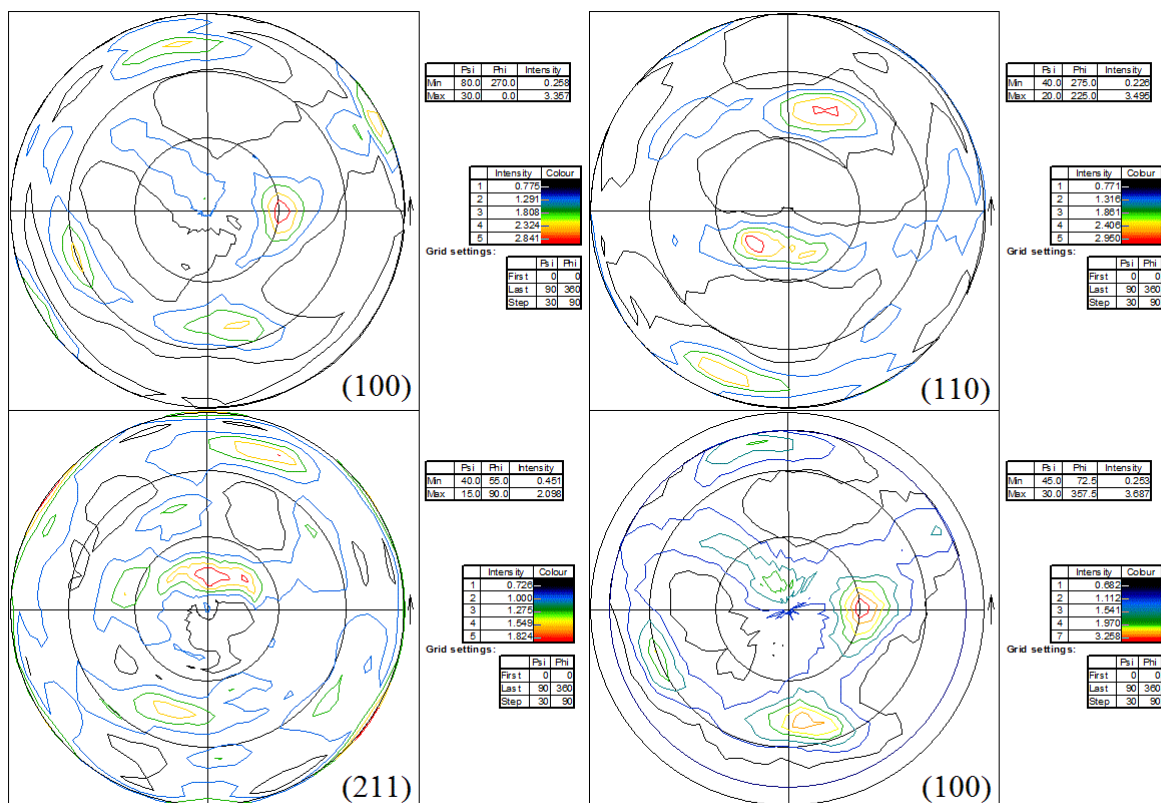 Psi Phi Intensity
Min 80.0 270.0 0.258
Max 30.0 0.0 3.357
Intensity Colour
1 0.775
2 1.291
3 1.808
4 2.324
5 2.841
Grid settings:
Psi Phi
First 0 0
Last 90 360
Step 30 90
(100)
Psi Phi Intensity
Min 40.0 275.0 0.226
Max 20.0 225.0 3.495
Intensity Colour
1 0.771
2 1.316
3 1.861
4 2.406
5 2.950
Grid settings:
Psi Phi
First 0 0
Last 90 360
Step 30 90
(110)
Psi Phi Intensity
Min 40.0 55.0 0.451
Max 15.0 90.0 2.098
Intensity Colour
1 0.726
2 1.000
3 1.275
4 1.549
5 1.824
Grid settings:
Psi Phi
First 0 0
Last 90 360
Step 30 90
(211)
Psi Phi Intensity
Min 45.0 72.5 0.253
Max 30.0 357.5 3.687
Intensity Colour
1 0.682
2 1.112
3 1.541
4 1.970
7 3.258
Grid settings:
Psi Phi
First 0 0
Last 90 360
Step 30 90
(100)